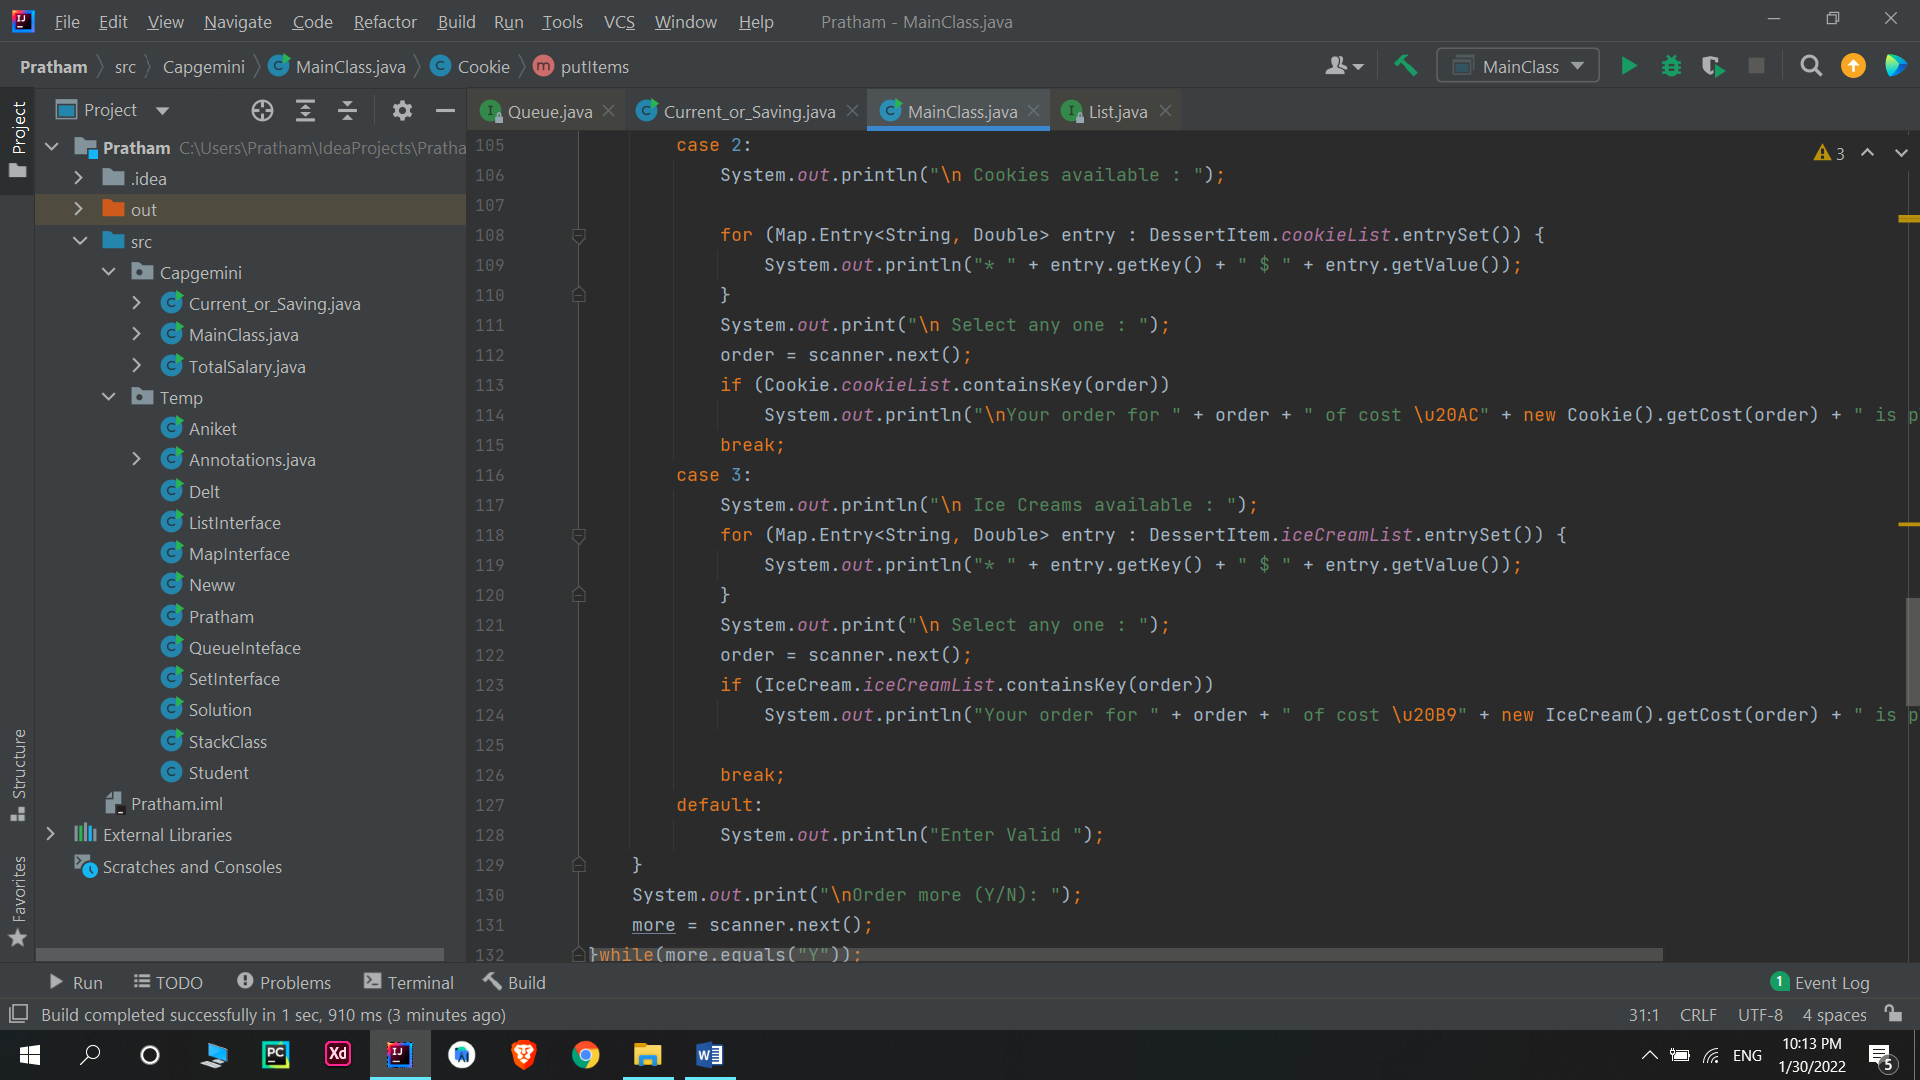 File Edit View Navigate Code Refactor Build Run Tools VCS Window Help Pratham - MainClass.java
Pratham src Capgemini MainClass.java Cookie putItems MainClass
Project
Queue.java Current_or_Saving.java MainClass.java List.java
Project
Structure
Favorites
Pratham C:\Users\Pratham\IdeaProjects\Pratha
.idea
out
src
Capgemini
Current_or_Saving.java
MainClass.java
TotalSalary.java
Temp
Aniket
Annotations.java
Delt
ListInterface
MapInterface
Neww
Pratham
QueueInteface
SetInterface
Solution
StackClass
Student
Pratham.iml
External Libraries
Scratches and Consoles
3
105 case 2:
106 System.out.println("\n Cookies available : ");
107
108 for (Map.Entry<String, Double> entry : DessertItem.cookieList.entrySet()) {
109 System.out.println("* " + entry.getKey() + " $ " + entry.getValue());
110 }
111 System.out.print("\n Select any one : ");
112 order = scanner.next();
113 if (Cookie.cookieList.containsKey(order))
114 System.out.println("\nYour order for " + order + " of cost \u20AC" + new Cookie().getCost(order) + " is p
115 break;
116 case 3:
117 System.out.println("\n Ice Creams available : ");
118 for (Map.Entry<String, Double> entry : DessertItem.iceCreamList.entrySet()) {
119 System.out.println("* " + entry.getKey() + " $ " + entry.getValue());
120 }
121 System.out.print("\n Select any one : ");
122 order = scanner.next();
123 if (IceCream.iceCreamList.containsKey(order))
124 System.out.println("Your order for " + order + " of cost \u20B9" + new IceCream().getCost(order) + " is p
125
126 break;
127 default:
128 System.out.println("Enter Valid ");
129 }
130 System.out.print("\nOrder more (Y/N): ");
131 more = scanner.next();
132 }while(more.equals("Y"));
Run TODO Problems Terminal Build 1 Event Log
Build completed successfully in 1 sec, 910 ms (3 minutes ago) 31:1 CRLF UTF-8 4 spaces
PC Xd IJ W ENG 10:13 PM
1/30/2022 5